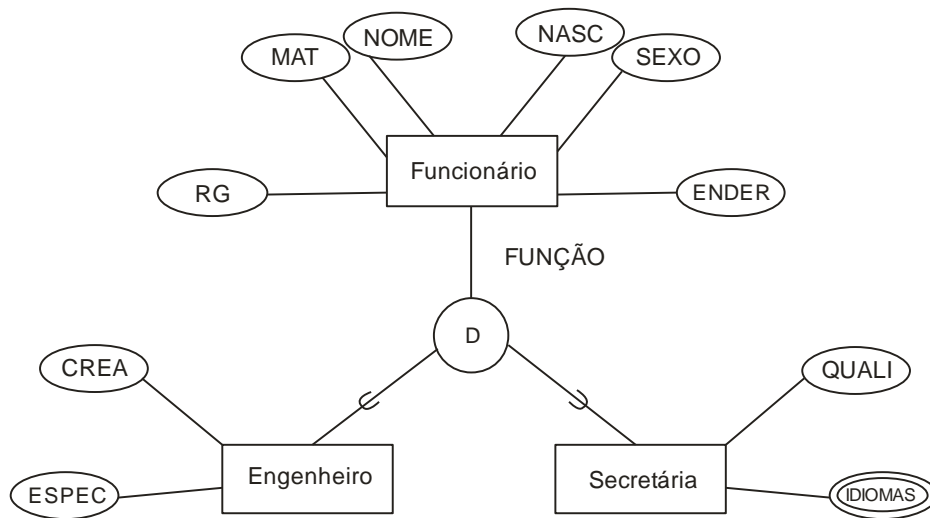 NOME
NASC
MAT
SEXO
Funcionário
RG
ENDER
FUNÇÃO
D
CREA
QUALI
Engenheiro
Secretária
ESPEC
IDIOMAS